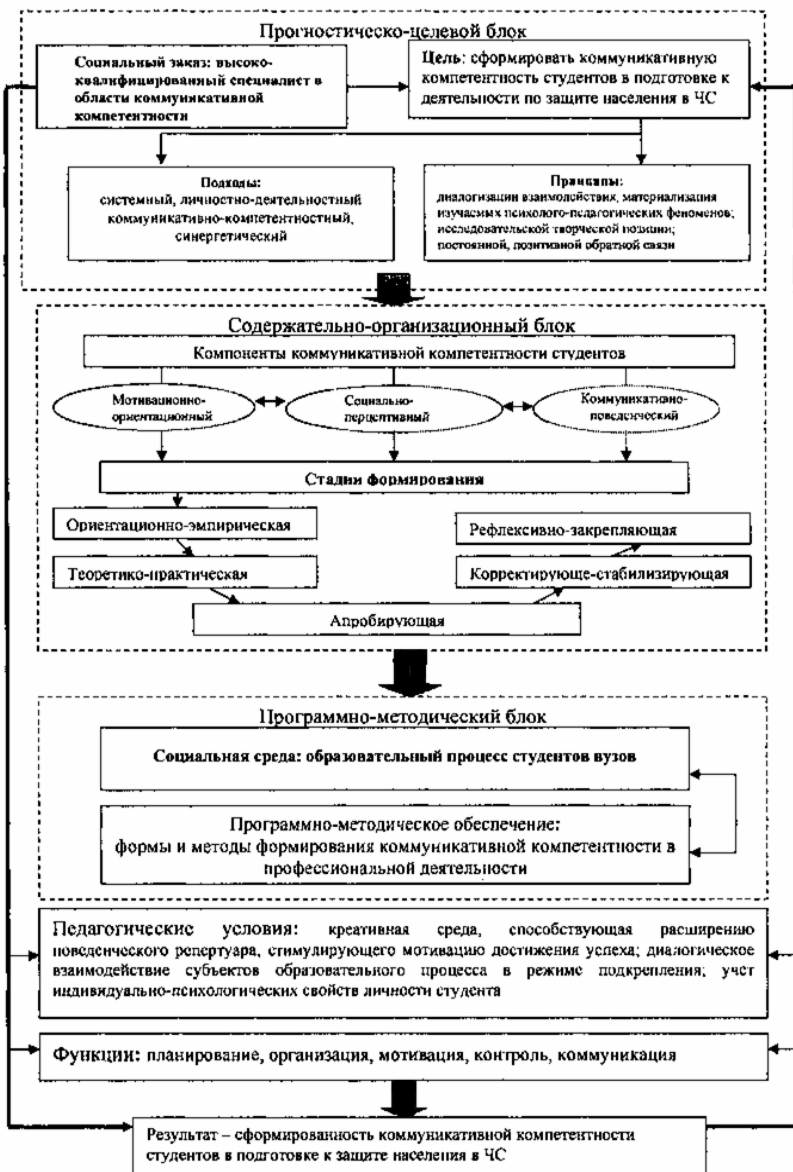 Прогностическо-целевой блок
Социальный заказ: высоко-
квалифицированный специалист в
области коммуникативной
компетентности
Цель: сформировать коммуникативную
компетентность студентов в подготовке к
деятельности по защите населения в ЧС
Подходы:
системный, личностно-деятельностный
коммуникативно-компетентностный,
синергетический
Принципы:
диалогизации взаимодействия, материализация
изучаемых психолого-педагогических феноменов;
исследовательской творческой позиции;
постоянной, позитивной обратной связи
Содержательно-организационный блок
Компоненты коммуникативной компетентности студентов
Мотивационно-
ориентационный
Социально-
перцептивный
Коммуникативно-
поведенческий
Стадии формирования
Ориентационно-эмпирическая
Рефлексивно-закрепляющая
Теоретико-практическая
Корректирующе-стабилизирующая
Апробирующая
Программно-методический блок
Социальная среда: образовательный процесс студентов вузов
Программно-методическое обеспечение:
формы и методы формирования коммуникативной компетентности в
профессиональной деятельности
Педагогические условия: креативная среда, способствующая расширению
поведенческого репертуара, стимулирующего мотивацию достижения успеха; диалогическое
взаимодействие субъектов образовательного процесса в режиме подкрепления; учет
индивидуально-психологических свойств личности студента
Функции: планирование, организация, мотивация, контроль, коммуникация
Результат – сформированность коммуникативной компетентности
студентов в подготовке к защите населения в ЧС